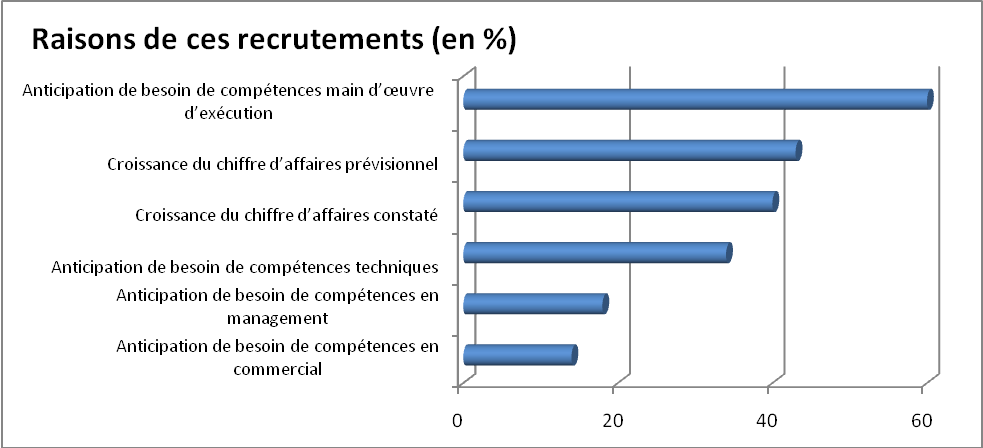 Raisons de ces recrutements (en %)
Anticipation de besoin de compétences main d’œuvre
d’exécution
Croissance du chiffre d’affaires prévisionnel
Croissance du chiffre d’affaires constaté
Anticipation de besoin de compétences techniques
Anticipation de besoin de compétences en
management
Anticipation de besoin de compétences en
commercial
0 20 40 60